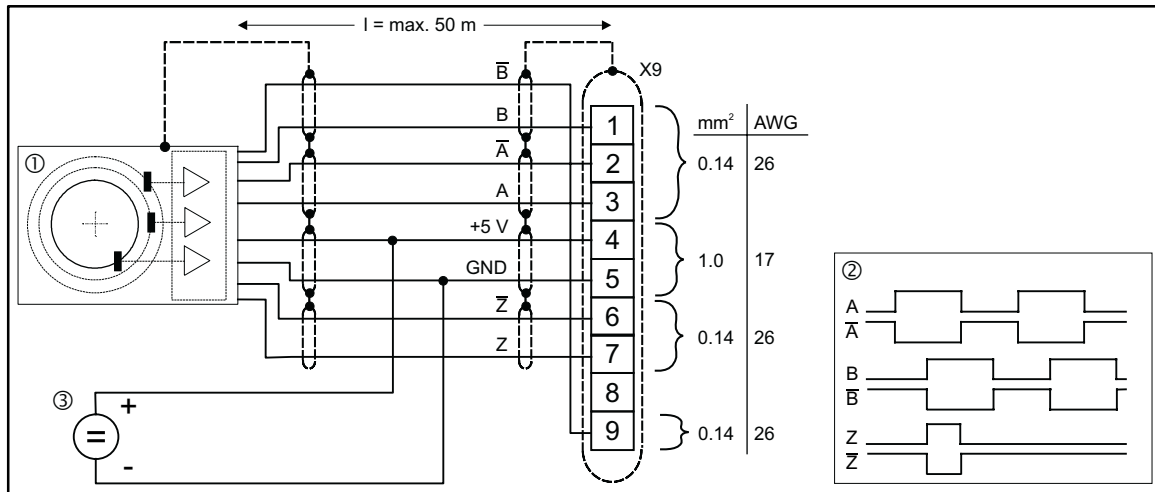 l = max. 50 m
X9
B̅
B
A̅
A
+5 V
GND
Z̅
Z
1
2
3
4
5
6
7
8
9
mm² AWG
0.14 26
1.0 17
0.14 26
0.14 26
①
③
+
=
-
②
A
A̅
B
B̅
Z
Z̅